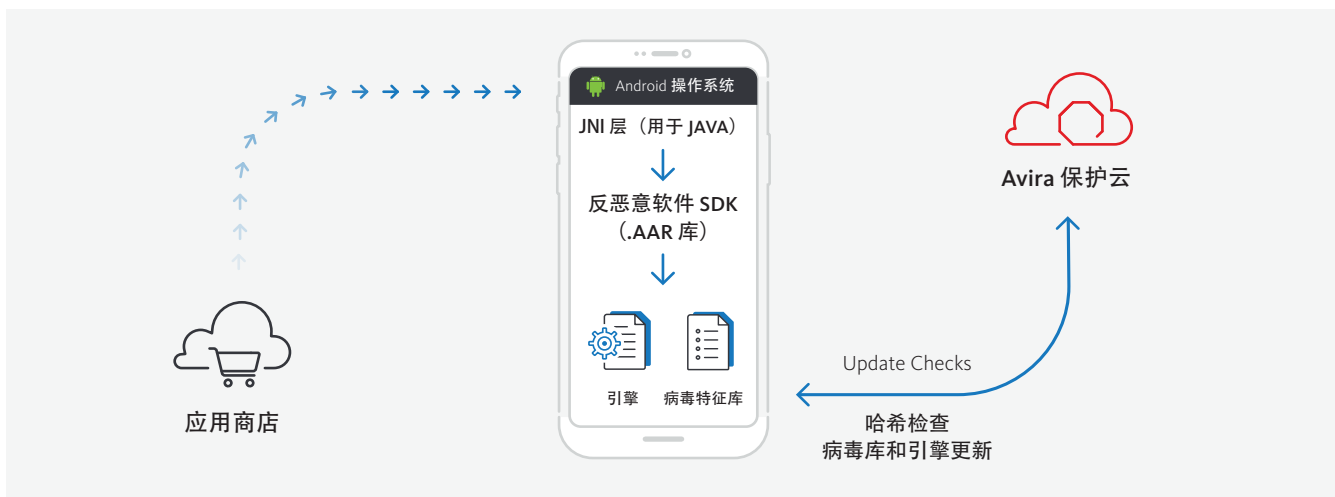 Android 操作系统
JNI 层（用于 JAVA）
反恶意软件 SDK
（.AAR 库）
引擎
病毒特征库
应用商店
Avira 保护云
Update Checks
哈希检查
病毒库和引擎更新